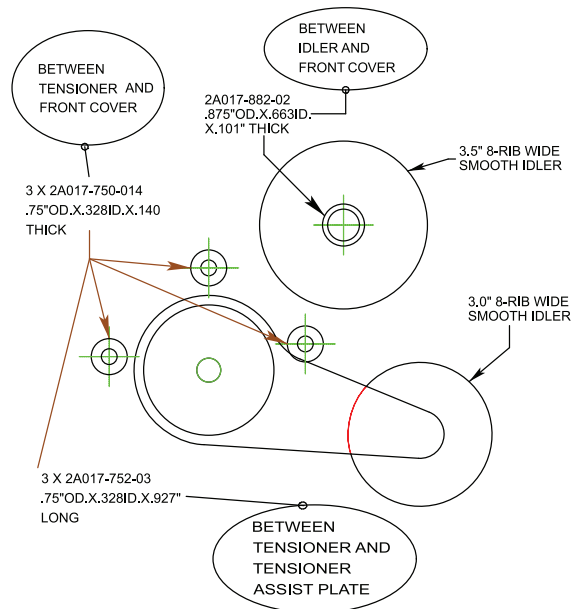 BETWEEN
TENSIONER AND
FRONT COVER
BETWEEN
IDLER AND
FRONT COVER
2A017-882-02
.875"OD.X.663ID.
X.101" THICK
3.5" 8-RIB WIDE
SMOOTH IDLER
3 X 2A017-750-014
.75"OD.X.328ID.X.140
THICK
3,0" 8-RIB WIDE
SMOOTH IDLER
3 X 2A017-752-03
.75"OD.X.328ID.X.927"
LONG
BETWEEN
TENSIONER AND
TENSIONER
ASSIST PLATE